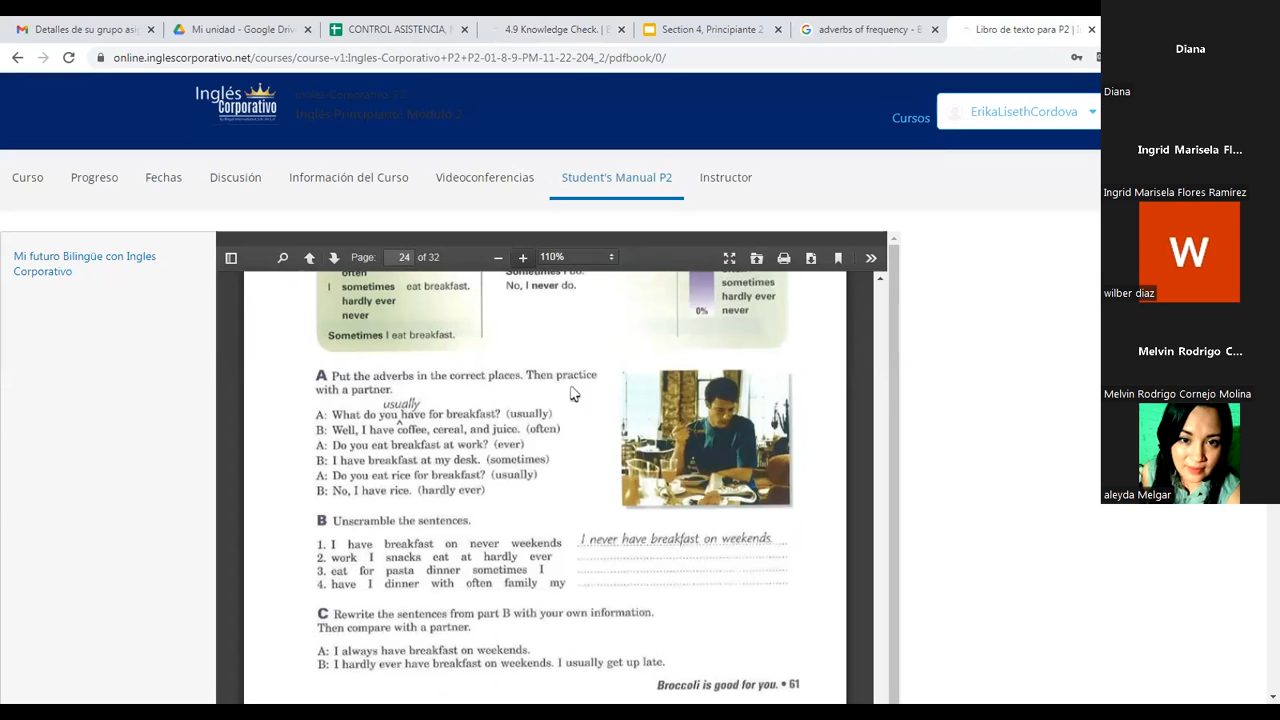 Detalles de su grupo asig
Mi unidad - Google Drive
CONTROL ASISTENCIA,
4.9 Knowledge Check. | E
Section 4, Principiante 2
adverbs of frequency - B
Libro de texto para P2 | I
online.inglescorporativo.net/courses/course-v1:Ingles-Corporativo+P2+P2-01-8-9-PM-11-22-204_2/pdfbook/0/
Inglés
Corporativo
Inglés Principiante Módulo 2
Cursos
ErikaLisethCordova
Curso
Progreso
Fechas
Discusión
Información del Curso
Videoconferencias
Student's Manual P2
Instructor
Mi futuro Bilingüe con Ingles
Corporativo
Page: 24 of 32
110%
often
I sometimes eat breakfast.
hardly ever
never
Sometimes I eat breakfast.
Sometimes I do.
No, I never do.
often
sometimes
hardly ever
0% never
A Put the adverbs in the correct places. Then practice
with a partner.
usually
A: What do you have for breakfast? (usually)
B: Well, I have coffee, cereal, and juice. (often)
A: Do you eat breakfast at work? (ever)
B: I have breakfast at my desk. (sometimes)
A: Do you eat rice for breakfast? (usually)
B: No, I have rice. (hardly ever)
B Unscramble the sentences.
1. I have breakfast on never weekends
I never have breakfast on weekends.
2. work I snacks eat at hardly ever
3. eat for pasta dinner sometimes I
4. have I dinner with often family my
C Rewrite the sentences from part B with your own information.
Then compare with a partner.
A: I always have breakfast on weekends.
B: I hardly ever have breakfast on weekends. I usually get up late.
Broccoli is good for you. • 61
Diana
Diana
Ingrid Marisela Fl...
Ingrid Marisela Flores Ramírez
W
wilber diaz
Melvin Rodrigo C...
Melvin Rodrigo Cornejo Molina
aleyda Melgar